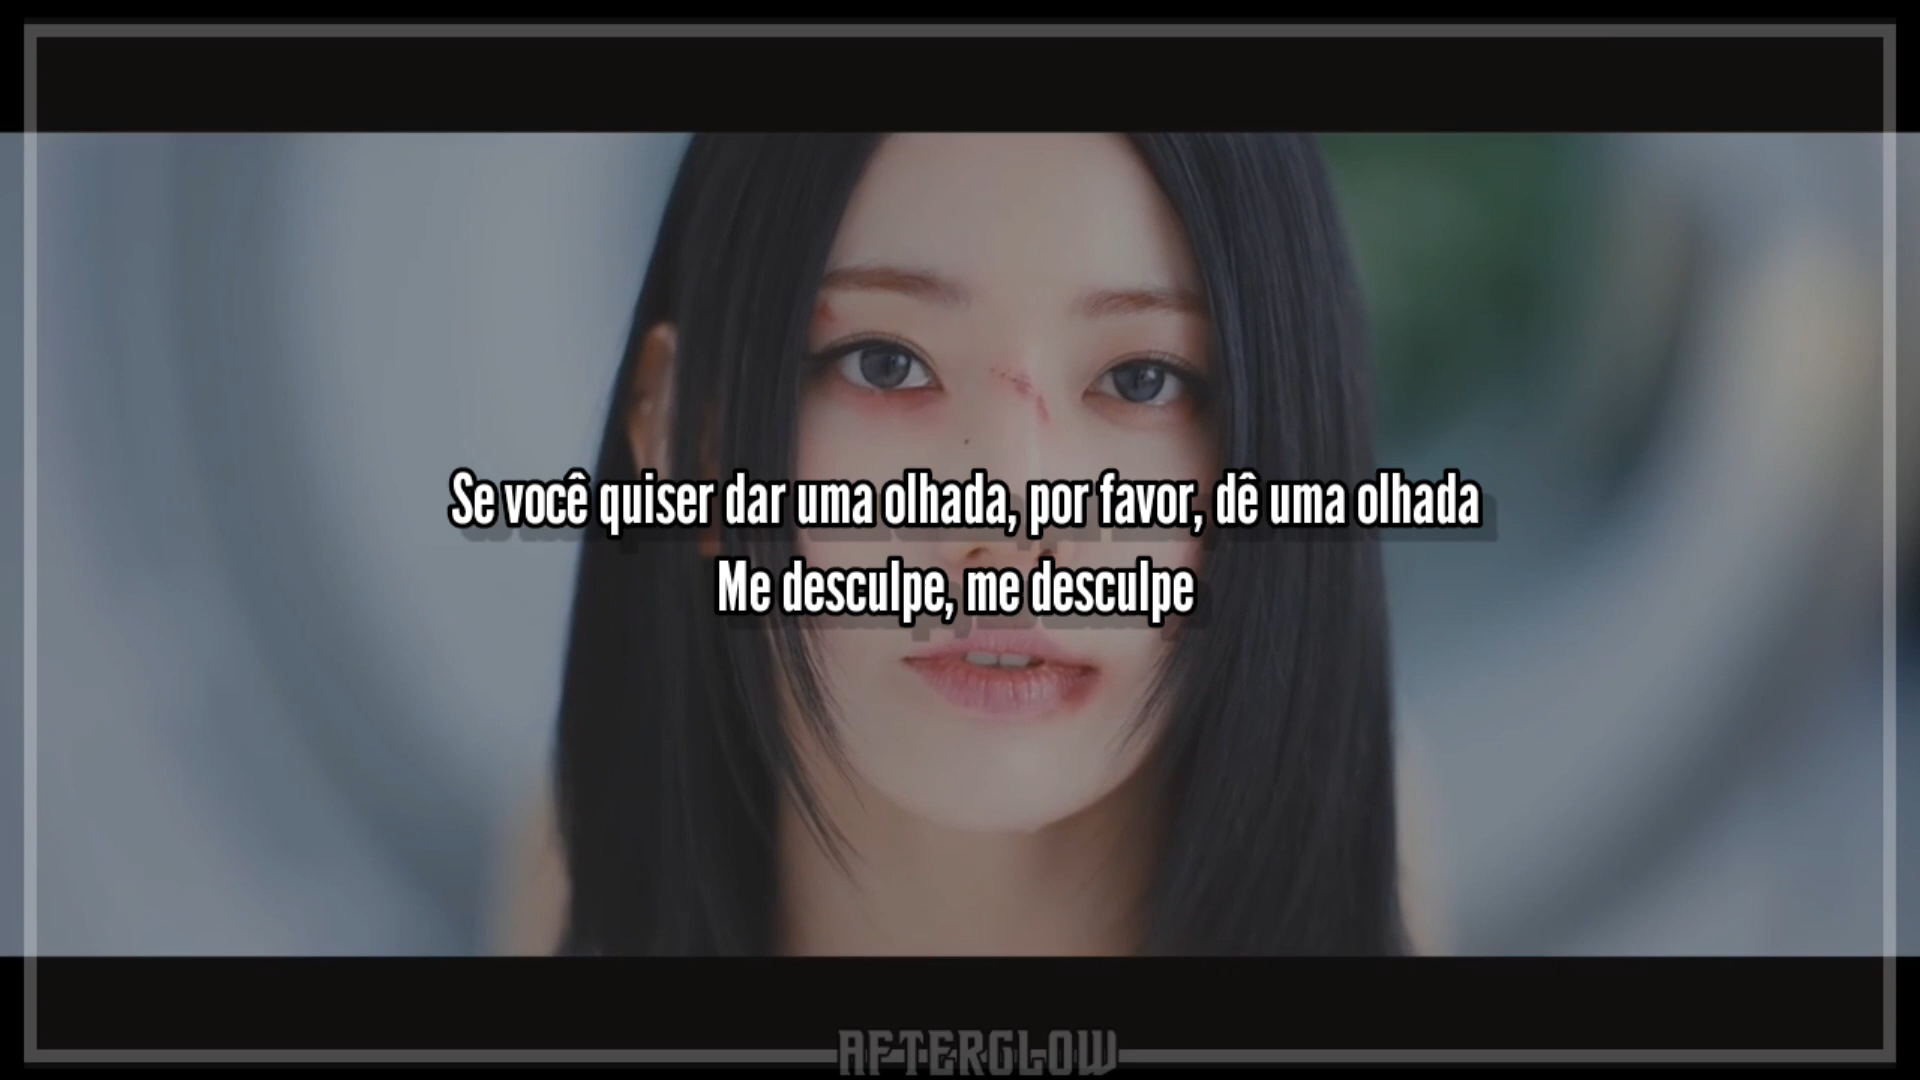 Se você quiser dar uma olhada, por favor, dê uma olhada
Me desculpe, me desculpe
AFTERGLOW